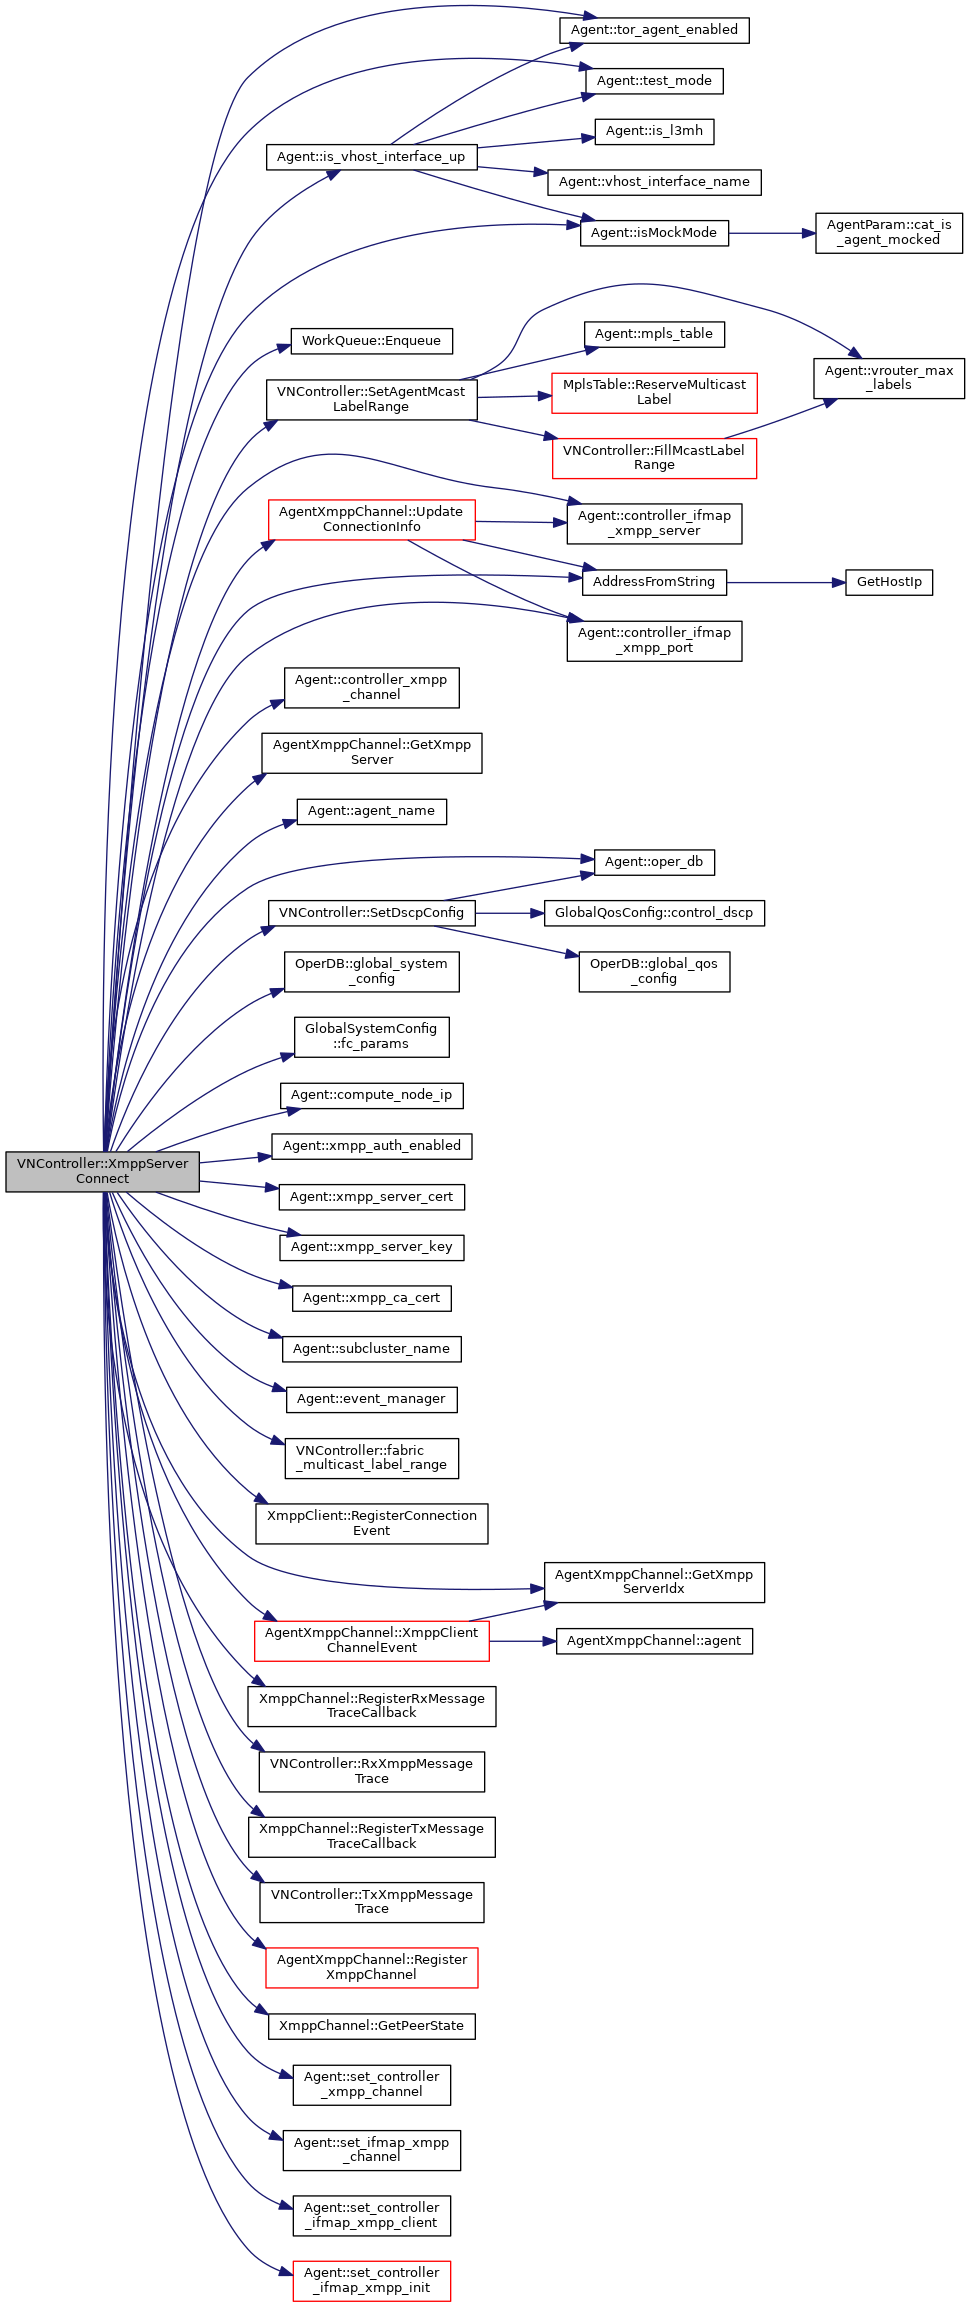 Agent::tor_agent_enabled
Agent::test_mode
Agent::is_l3mh
Agent::is_vhost_interface_up
Agent::vhost_interface_name
Agent::isMockMode
AgentParam::cat_is
_agent_mocked
WorkQueue::Enqueue
Agent::mpls_table
VNController::SetAgentMcast
LabelRange
MplsTable::ReserveMulticast
Label
Agent::vrouter_max
_labels
VNController::FillMcastLabel
Range
AgentXmppChannel::Update
ConnectionInfo
Agent::controller_ifmap
_xmpp_server
AddressFromString
GetHostIp
Agent::controller_ifmap
_xmpp_port
Agent::controller_xmpp
_channel
AgentXmppChannel::GetXmpp
Server
Agent::agent_name
Agent::oper_db
VNController::SetDscpConfig
GlobalQosConfig::control_dscp
OperDB::global_system
_config
OperDB::global_qos
_config
GlobalSystemConfig
::fc_params
Agent::compute_node_ip
Agent::xmpp_auth_enabled
VNController::XmppServer
Connect
Agent::xmpp_server_cert
Agent::xmpp_server_key
Agent::xmpp_ca_cert
Agent::subcluster_name
Agent::event_manager
VNController::fabric
_multicast_label_range
XmppClient::RegisterConnection
Event
AgentXmppChannel::GetXmpp
ServerIdx
AgentXmppChannel::XmppClient
ChannelEvent
AgentXmppChannel::agent
XmppChannel::RegisterRxMessage
TraceCallback
VNController::RxXmppMessage
Trace
XmppChannel::RegisterTxMessage
TraceCallback
VNController::TxXmppMessage
Trace
AgentXmppChannel::Register
XmppChannel
XmppChannel::GetPeerState
Agent::set_controller
_xmpp_channel
Agent::set_ifmap_xmpp
_channel
Agent::set_controller
_ifmap_xmpp_client
Agent::set_controller
_ifmap_xmpp_init